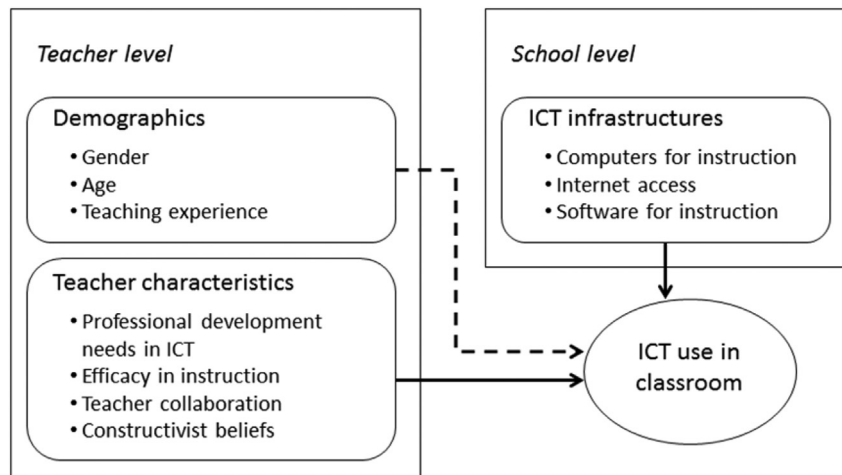 Teacher level
Demographics
• Gender
• Age
• Teaching experience
Teacher characteristics
• Professional development
needs in ICT
• Efficacy in instruction
• Teacher collaboration
• Constructivist beliefs
School level
ICT infrastructures
• Computers for instruction
• Internet access
• Software for instruction
ICT use in
classroom